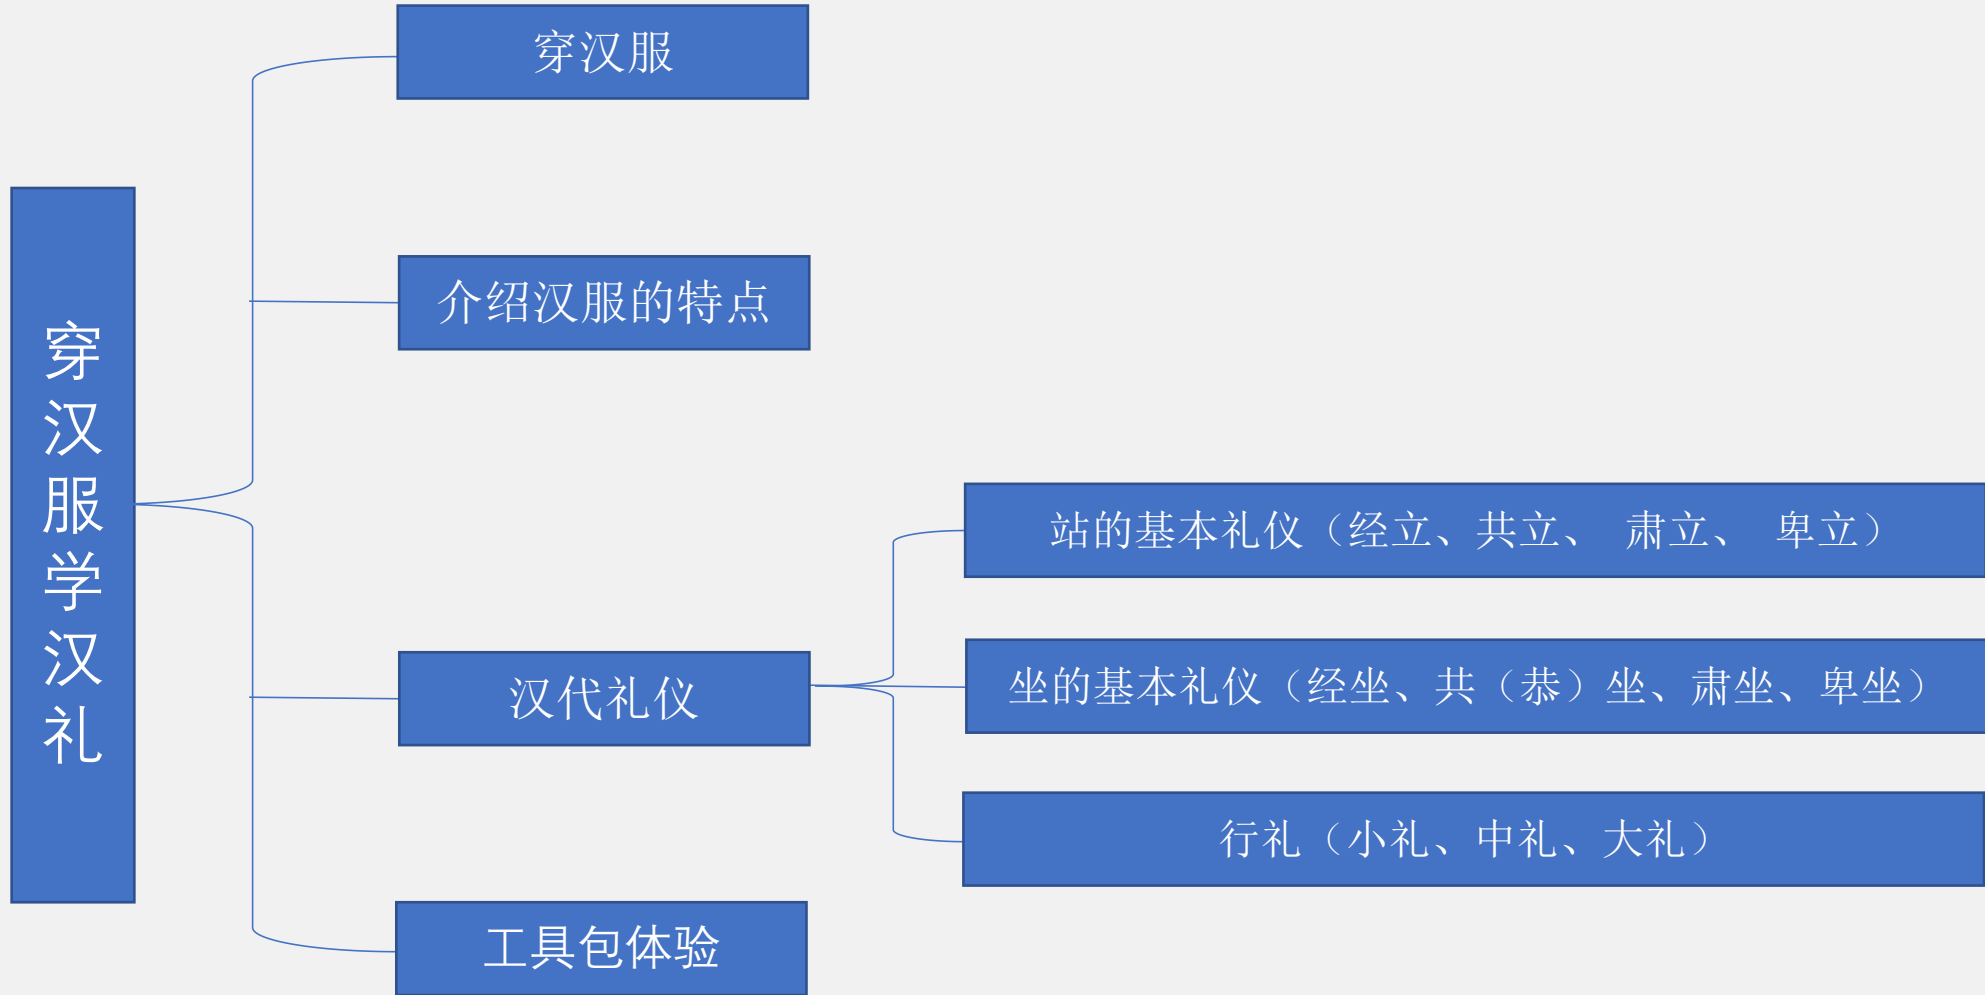 穿汉服学汉礼
穿汉服
介绍汉服的特点
汉代礼仪
站的基本礼仪（经立、共立、 肃立、 卑立）
坐的基本礼仪（经坐、共（恭）坐、肃坐、卑坐）
行礼（小礼、中礼、大礼）
工具包体验